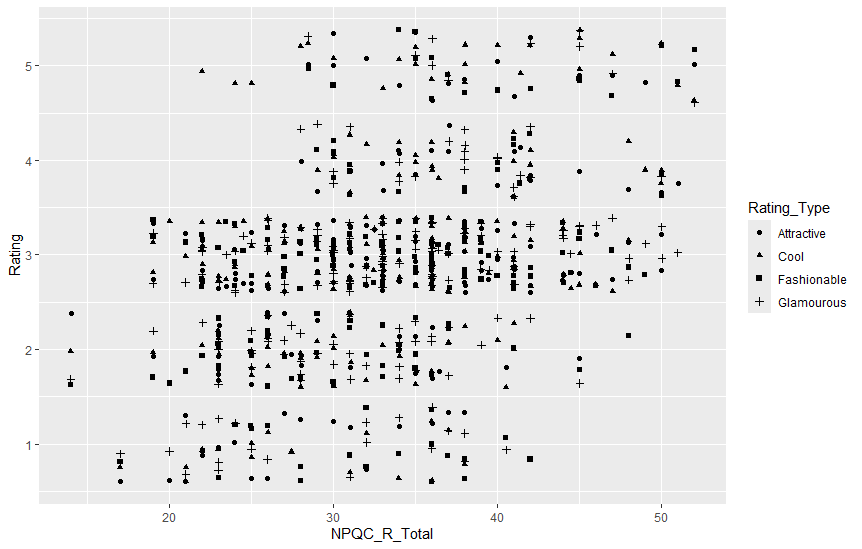 5
4
3
2
1
Rating
20
30
40
50
NPQC_R_Total
Rating_Type
Attractive
Cool
Fashionable
Glamourous